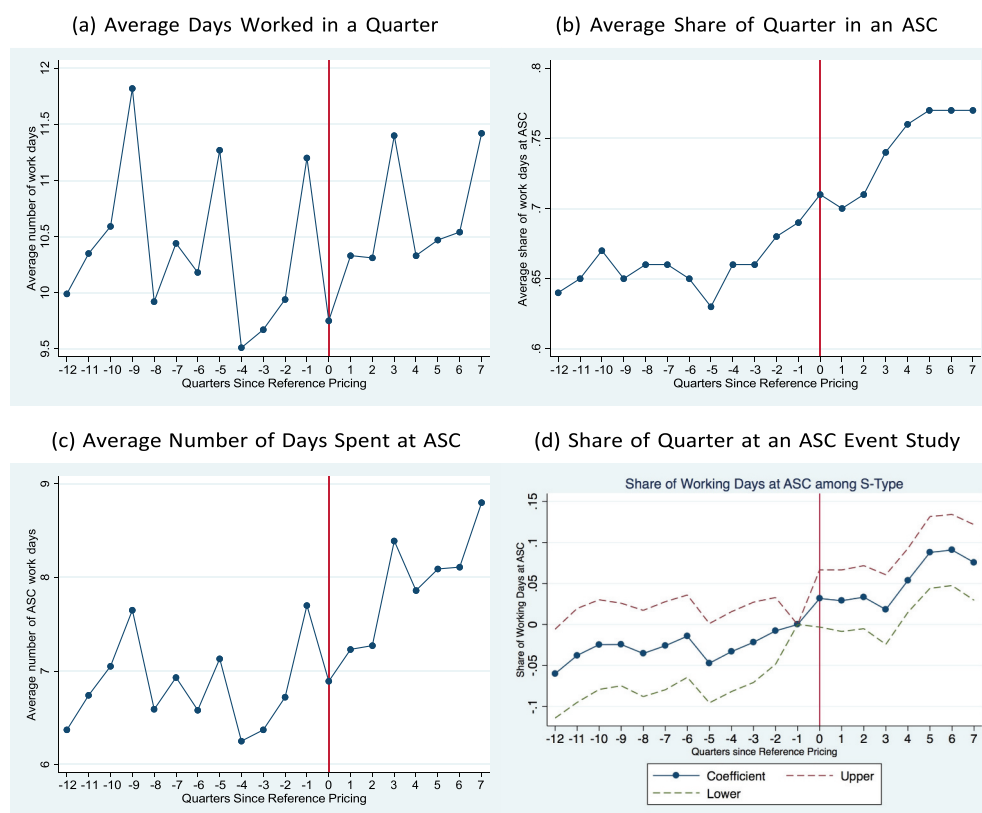 (a) Average Days Worked in a Quarter
Average number of work days
12
11.5
11
10.5
10
9.5
-12 -11 -10 -9 -8 -7 -6 -5 -4 -3 -2 -1 0 1 2 3 4 5 6 7
Quarters Since Reference Pricing
(b) Average Share of Quarter in an ASC
Average share of work days at ASC
.8
.75
.7
.65
.6
-12 -11 -10 -9 -8 -7 -6 -5 -4 -3 -2 -1 0 1 2 3 4 5 6 7
Quarters Since Reference Pricing
(c) Average Number of Days Spent at ASC
Average number of ASC work days
9
8
7
6
-12 -11 -10 -9 -8 -7 -6 -5 -4 -3 -2 -1 0 1 2 3 4 5 6 7
Quarters Since Reference Pricing
(d) Share of Quarter at an ASC Event Study
Share of Working Days at ASC among S-Type
Share of Working Days at ASC
.15
.1
.05
0
-.05
-.1
-12 -11 -10 -9 -8 -7 -6 -5 -4 -3 -2 -1 0 1 2 3 4 5 6 7
Quarters since Reference Pricing
Coefficient Upper
Lower